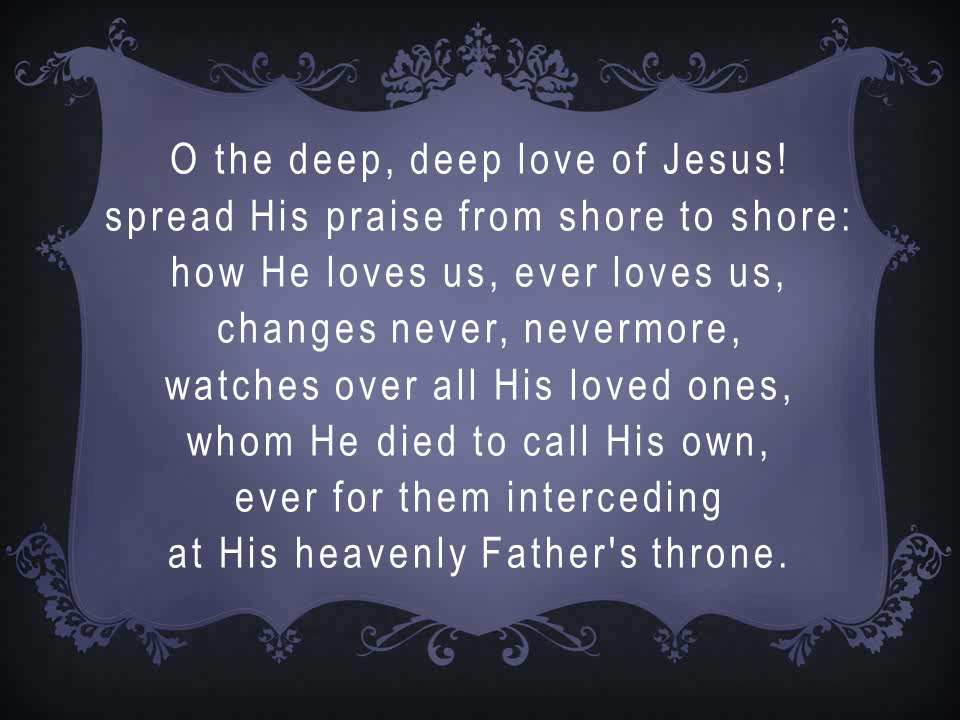 O the deep, deep love of Jesus!
spread His praise from shore to shore:
how He loves us, ever loves us,
changes never, nevermore,
watches over all His loved ones,
whom He died to call His own,
ever for them interceding
at His heavenly Father's throne.